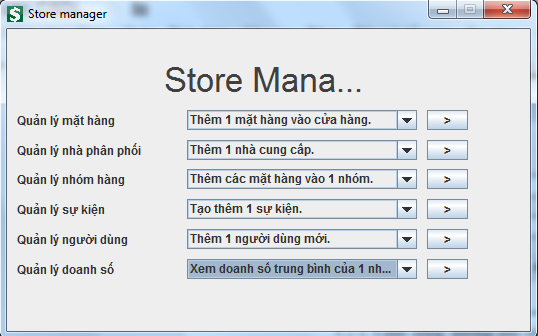 Store manager
Store Mana...
Quản lý mặt hàng Thêm 1 mặt hàng vào cửa hàng. >
Quản lý nhà phân phối Thêm 1 nhà cung cấp. >
Quản lý nhóm hàng Thêm các mặt hàng vào 1 nhóm. >
Quản lý sự kiện Tạo thêm 1 sự kiện. >
Quản lý người dùng Thêm 1 người dùng mới. >
Quản lý doanh số Xem doanh số trung bình của 1 nh... >